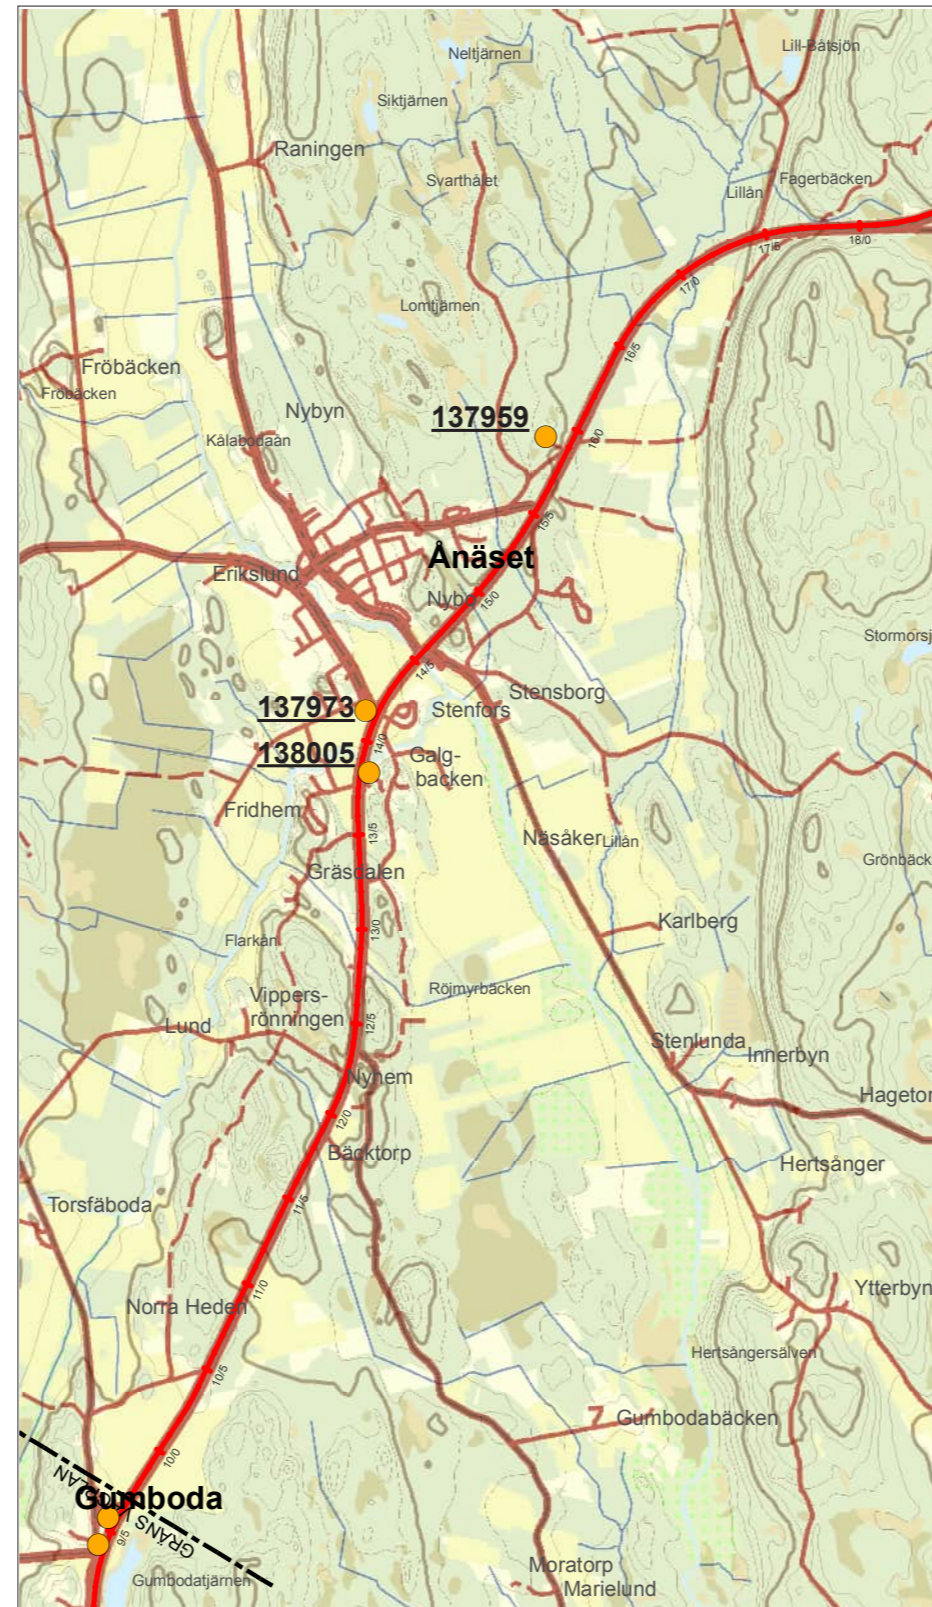 Neltjärnen
Lill-Båtsjön
Siktjärnen
Raningen
Svarthålet
Fagerbäcken
Lillån
18/0
17/5
17/0
Lomtjärnen
16/5
Fröbäcken
Fröbäcken
Nybyn
137959
Kålabodaån
16/0
15/5
Ånäset
Erikslund
Nybo
15/0
Stormorsj
14/5
Stensborg
137973
Stenfors
14/0
138005
Galg-
backen
Fridhem
13/5
Näsåker
Lillån
Grönbäck
Gräsdalen
Karlberg
13/0
Flarkån
Röjmyrbäcken
Vippers-
rönningen
12/5
Lund
Stenlunda
Innerbyn
Nyhem
Hagetor
12/0
Bäcktorp
Hertsånger
11/5
Torsfäboda
11/0
Ytterbyn
Norra Heden
Hertsångersälven
10/5
Gumbodabäcken
10/0
Gumboda
9/5
Gumbodatjärnen
Moratorp
Marielund